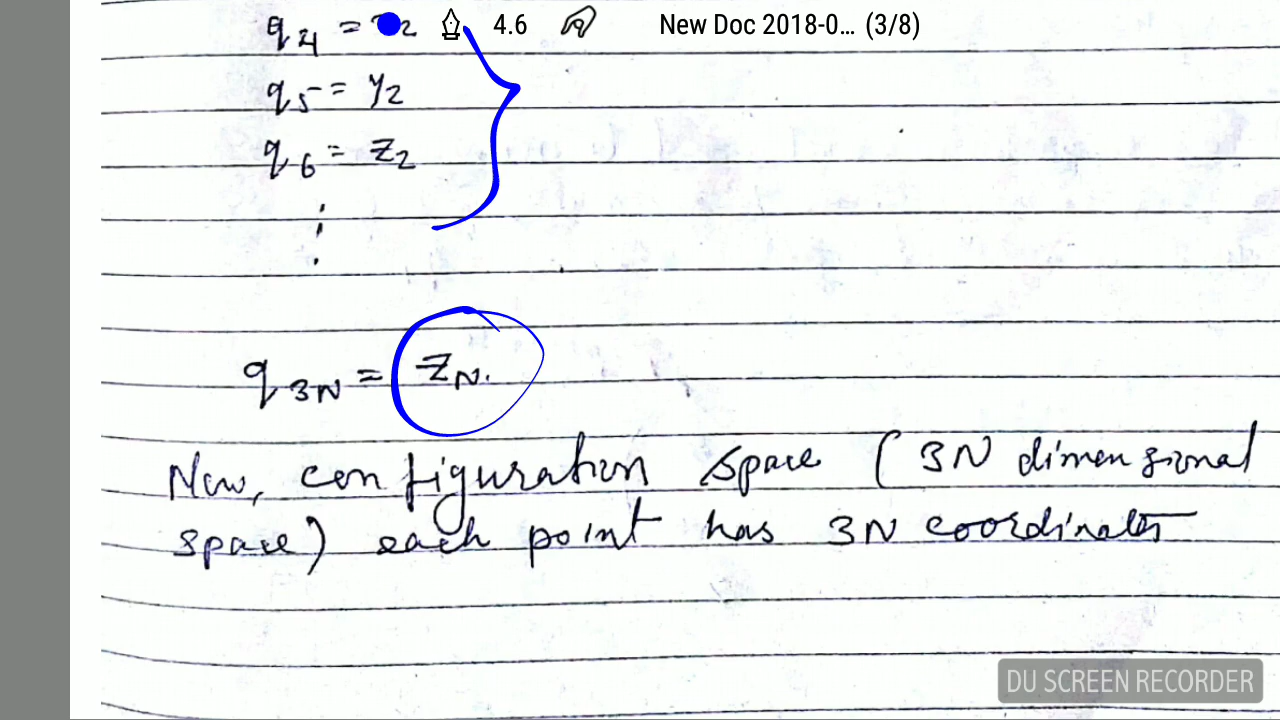 4.6 New Doc 2018-0... (3/8)
q4 = 2
q5 = y2
q6 = z2
q3N = zN.
Now, configuration space (3N dimensional
space) each point has 3N coordinates
DU SCREEN RECORDER